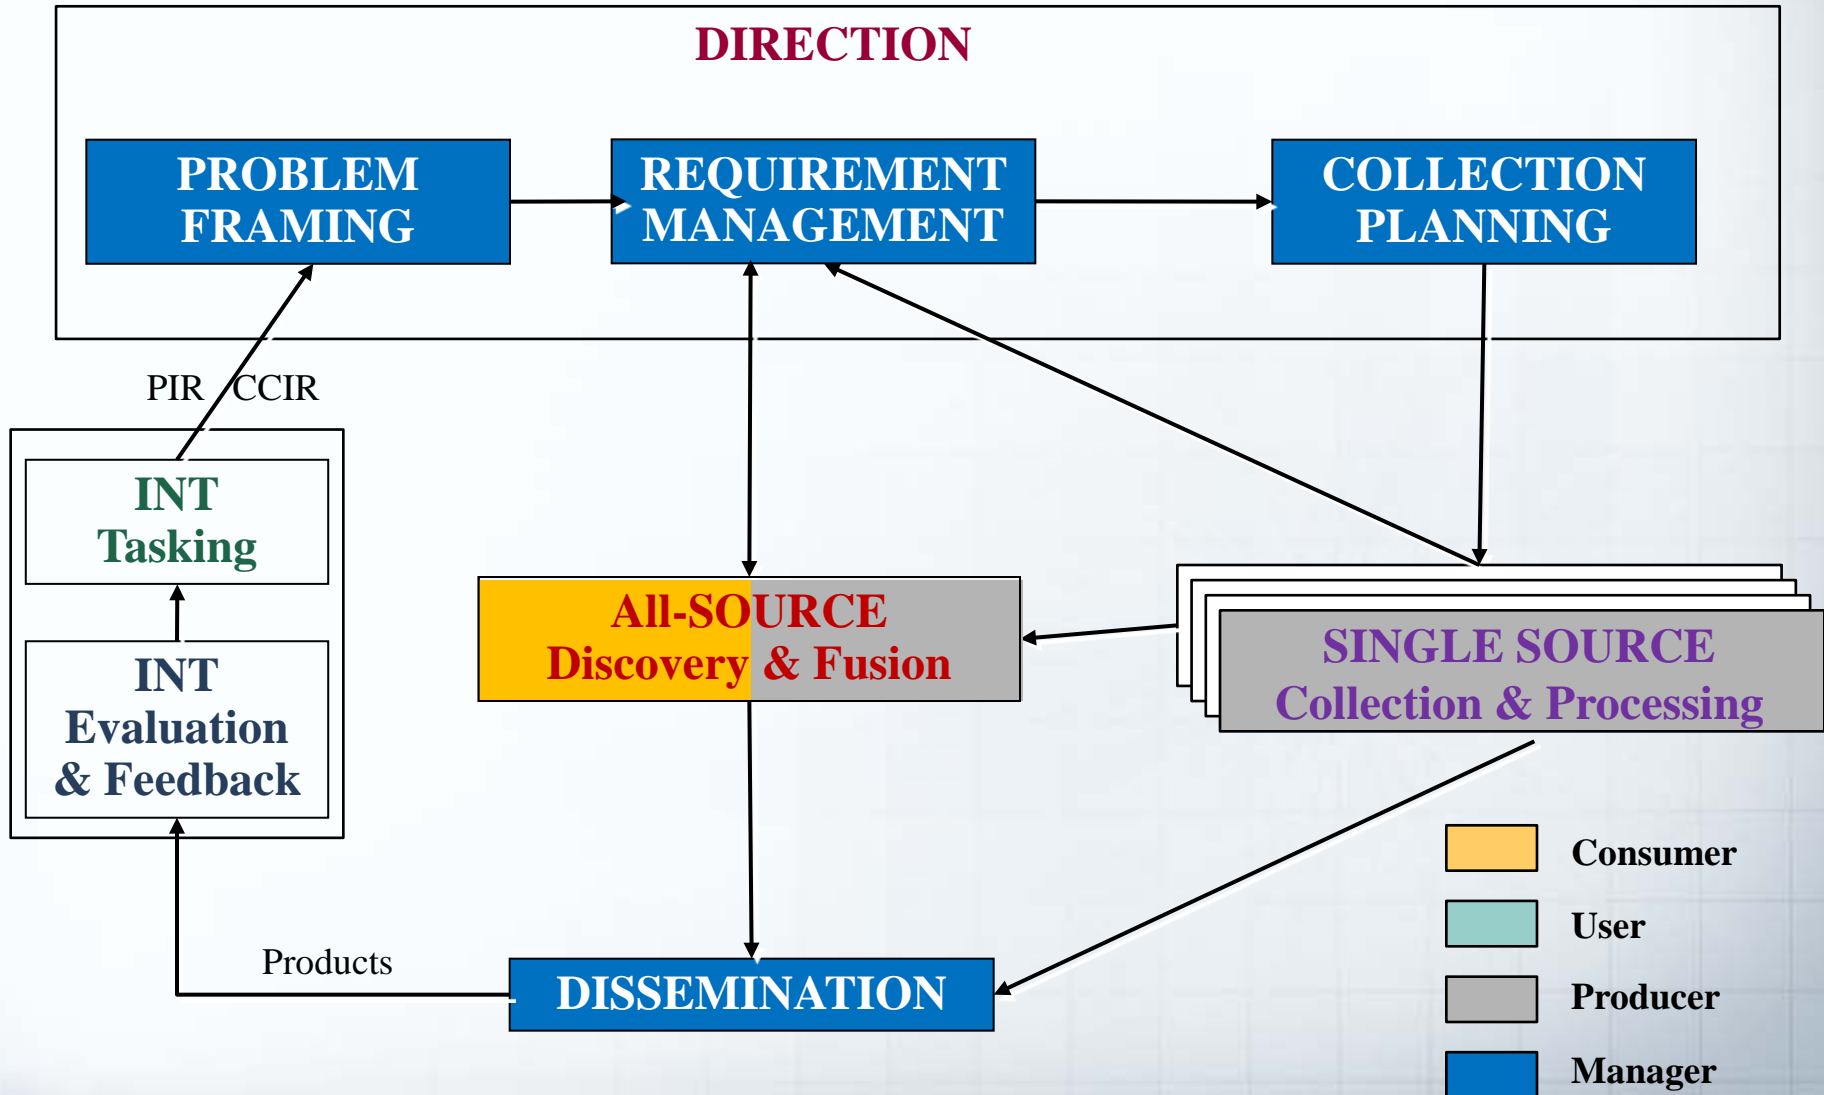 DIRECTION
PROBLEM
FRAMING
REQUIREMENT
MANAGEMENT
COLLECTION
PLANNING
PIR CCIR
INT
Tasking
INT
Evaluation
& Feedback
All-SOURCE
Discovery & Fusion
SINGLE SOURCE
Collection & Processing
Products
DISSEMINATION
Consumer
User
Producer
Manager